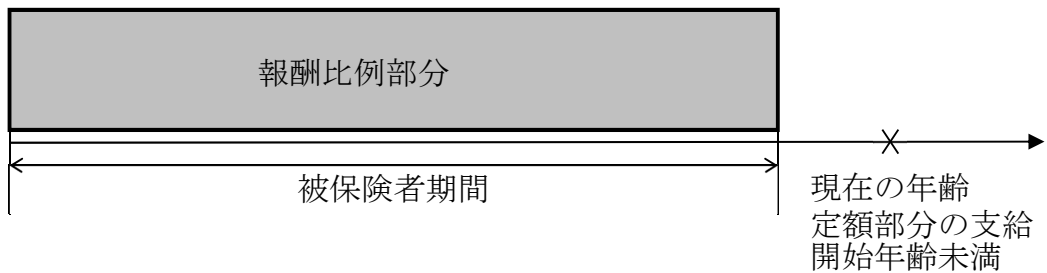 報酬比例部分
被保険者期間
現在の年齢
定額部分の支給
開始年齢未満